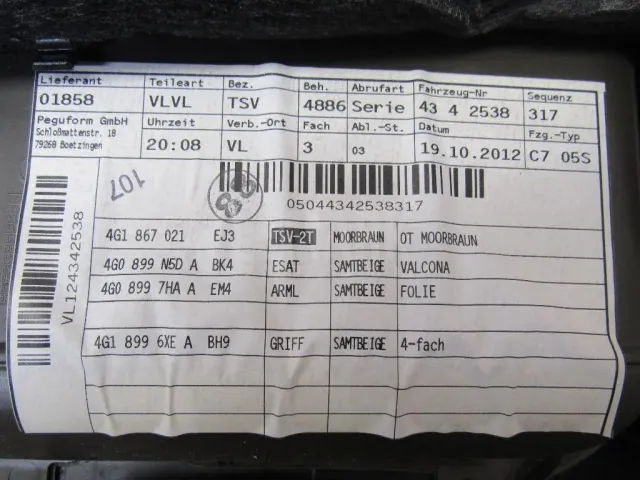 Lieferant Teileart Bez. Beh. Abrufart Fahrzeug-Nr Sequenz
01858 VLVL TSV 4886 Serie 43 4 2538 317
Peguform GmbH Uhrzeit Verb.-Ort Fach Abl.-St. Datum Fzg.-Typ
Schloßmattenstr. 18
79268 Boetzingen 20:08 VL 3 03 19.10.2012 C7 05S
107
05044342538317
VL124342538
4G1 867 021 EJ3 TSV-2T MOORBRAUN OT MOORBRAUN
4G0 899 N5D A BK4 ESAT SAMTBEIGE VALCONA
4G0 899 7HA A EM4 ARML SAMTBEIGE FOLIE
4G1 899 6XE A BH9 GRIFF SAMTBEIGE 4-fach